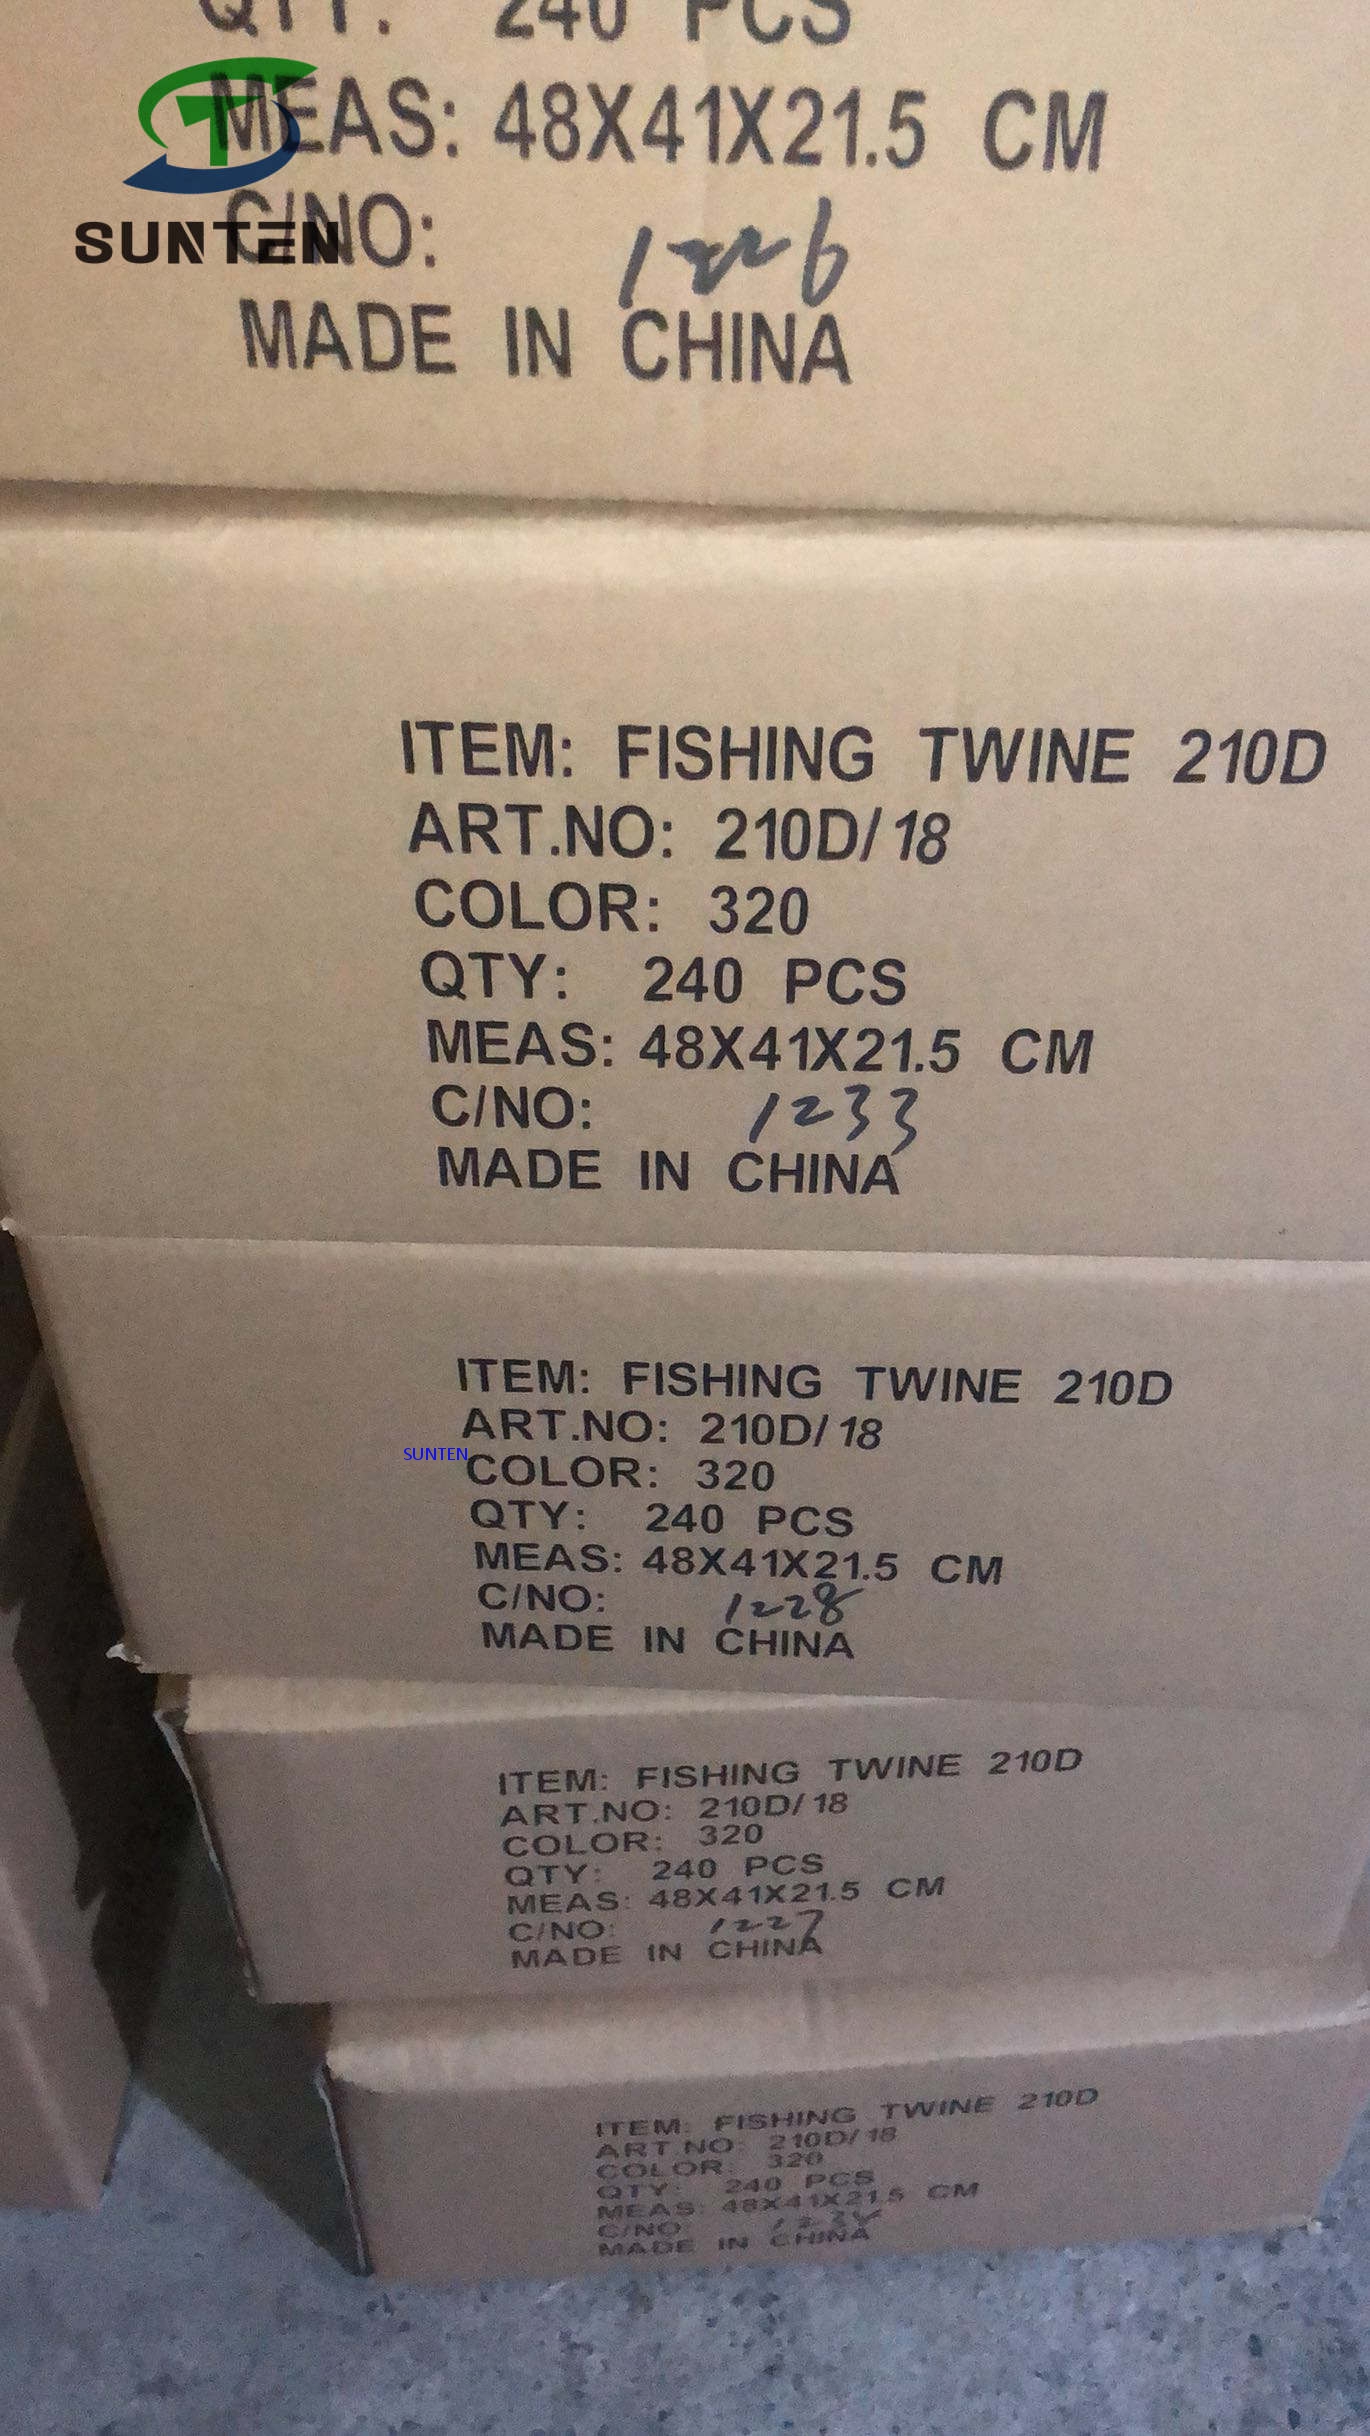 QTY: 240 PCS
MEAS: 48X41X21.5 CM
C/NO: 1226
SUNTEN
MADE IN CHINA
ITEM: FISHING TWINE 210D
ART.NO: 210D/18
COLOR: 320
QTY: 240 PCS
MEAS: 48X41X21.5 CM
C/NO: 1233
MADE IN CHINA
ITEM: FISHING TWINE 210D
ART.NO: 210D/18
SUNTEN
COLOR: 320
QTY: 240 PCS
MEAS: 48X41X21.5 CM
C/NO: 1228
MADE IN CHINA
ITEM: FISHING TWINE 210D
ART.NO: 210D/18
COLOR: 320
QTY: 240 PCS
MEAS: 48X41X21.5 CM
C/NO: 1227
MADE IN CHINA
ITEM: FISHING TWINE 210D
ART.NO: 210D/18
COLOR: 320
QTY: 240 PCS
MEAS: 48X41X21.5 CM
C/NO:
MADE IN CHINA